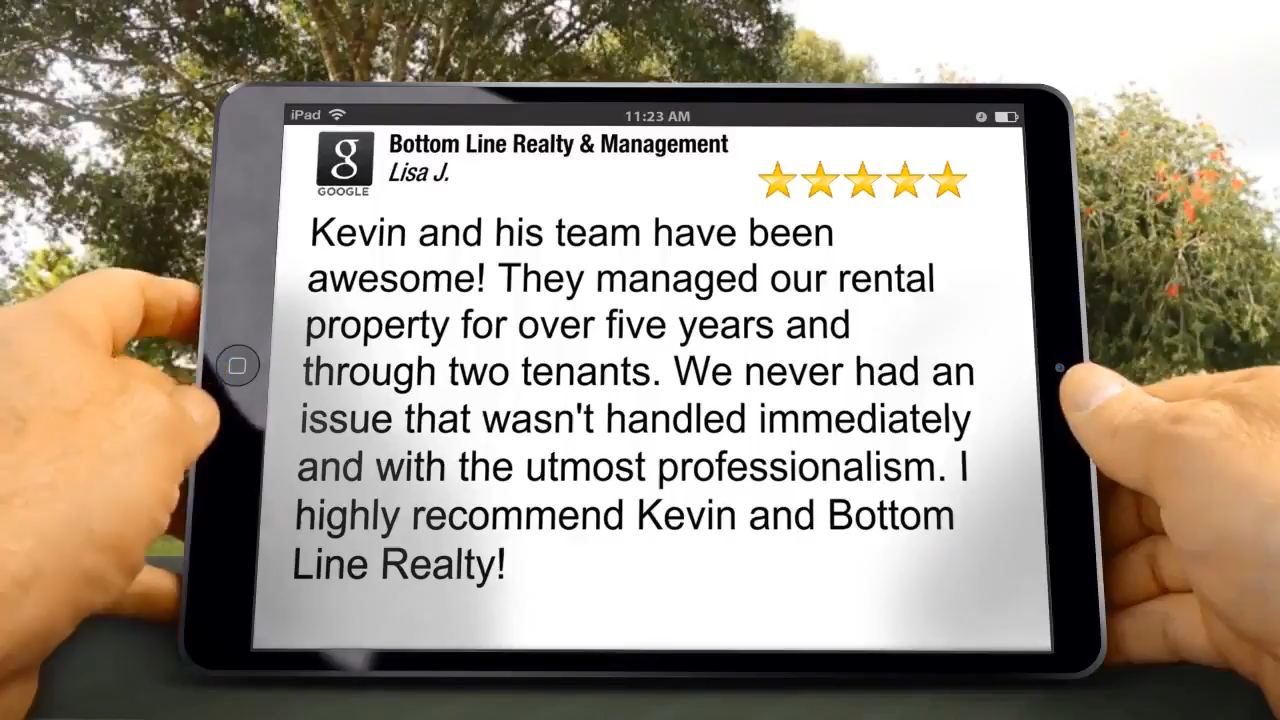 iPad 11:23 AM
Bottom Line Realty & Management
Lisa J.
g
GOOGLE
Kevin and his team have been
awesome! They managed our rental
property for over five years and
through two tenants. We never had an
issue that wasn't handled immediately
and with the utmost professionalism. I
highly recommend Kevin and Bottom
Line Realty!